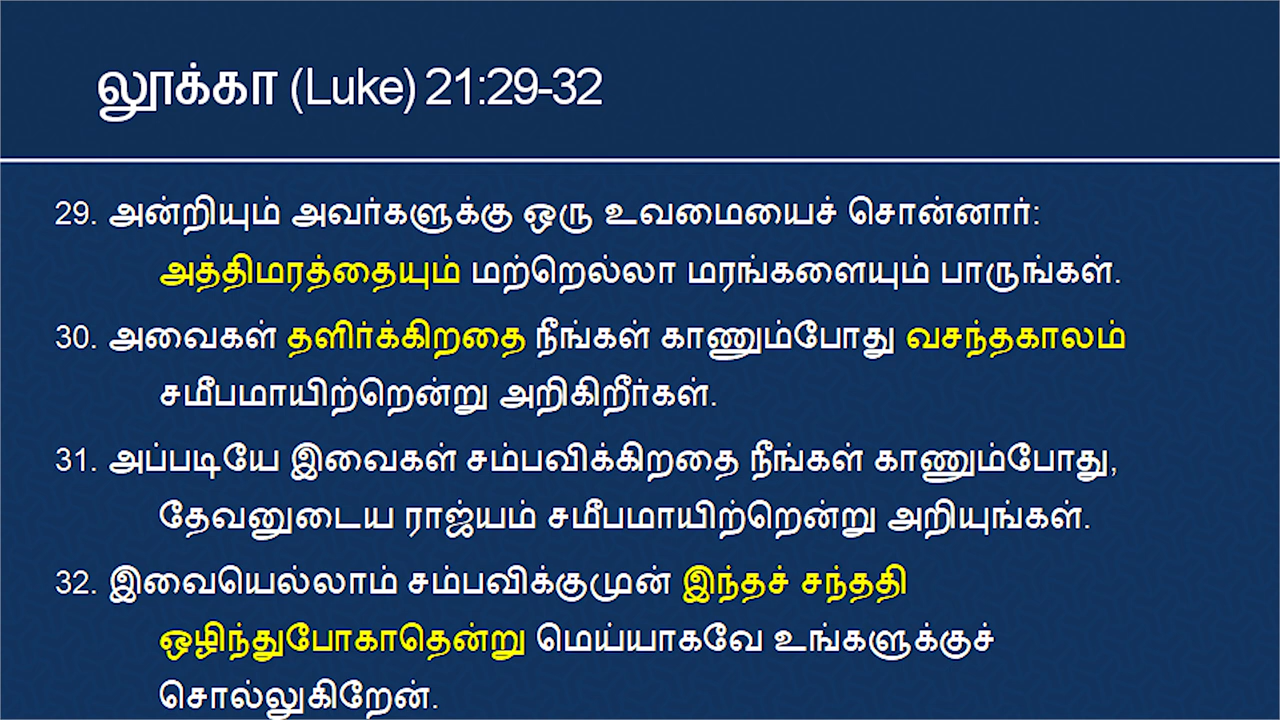 லூக்கா (Luke) 21:29-32
29. அன்றியும் அவர்களுக்கு ஒரு உவமையைச் சொன்னார்:
அத்திமரத்தையும் மற்றெல்லா மரங்களையும் பாருங்கள்.
30. அவைகள் தளிர்க்கிறதை நீங்கள் காணும்போது வசந்தகாலம்
சமீபமாயிற்றென்று அறிகிறீர்கள்.
31. அப்படியே இவைகள் சம்பவிக்கிறதை நீங்கள் காணும்போது,
தேவனுடைய ராஜ்யம் சமீபமாயிற்றென்று அறியுங்கள்.
32. இவையெல்லாம் சம்பவிக்குமுன் இந்தச் சந்ததி
ஒழிந்துபோகாதென்று மெய்யாகவே உங்களுக்குச்
சொல்லுகிறேன்.